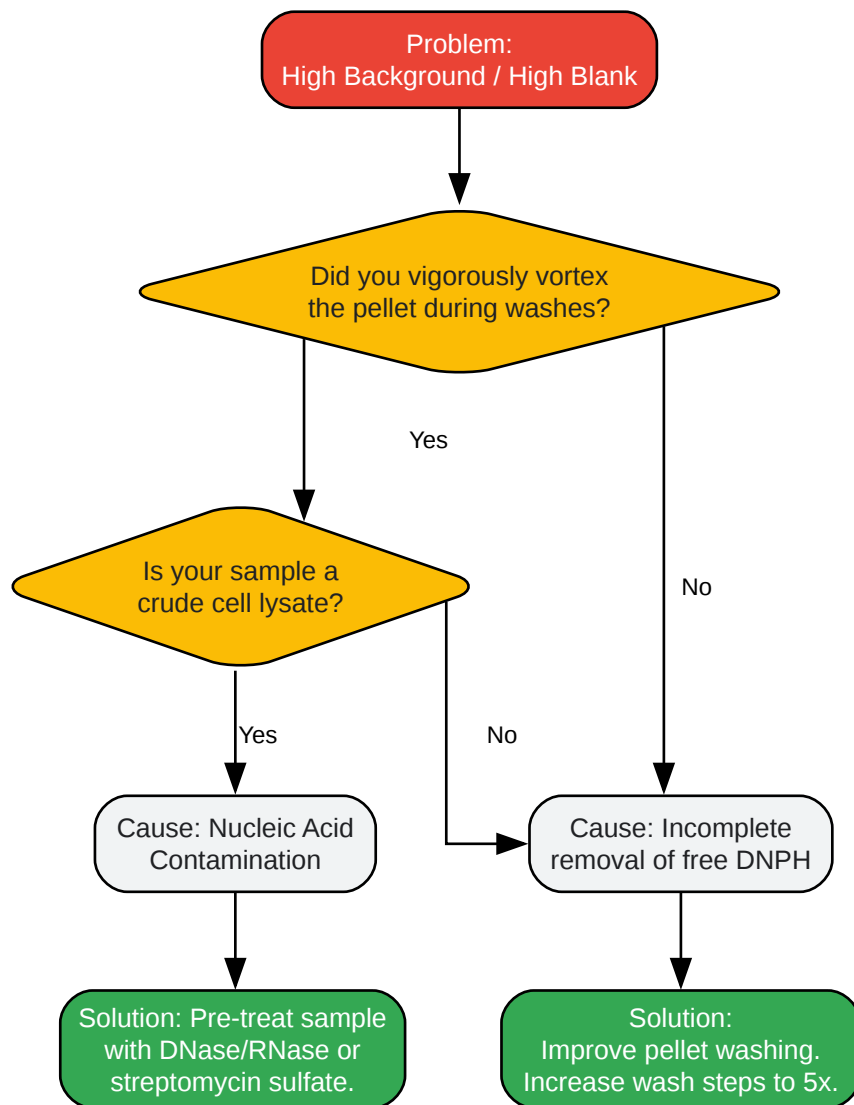 Problem:
High Background / High Blank
Did you vigorously vortex
the pellet during washes?
Yes
Is your sample a
crude cell lysate?
No
Yes
No
Cause: Nucleic Acid
Contamination
Cause: Incomplete
removal of free DNPH
Solution: Pre-treat sample
with DNase/RNase or
streptomycin sulfate.
Solution:
Improve pellet washing.
Increase wash steps to 5x.